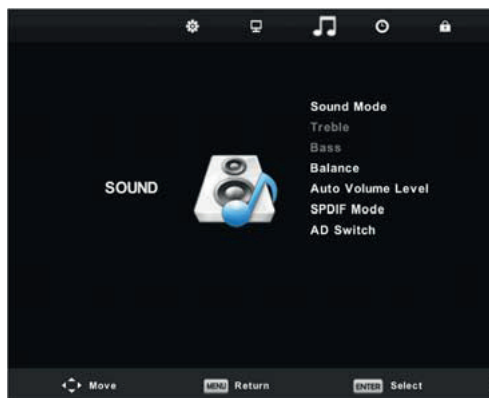 Sound Mode
Treble
Bass
Balance
SOUND
Auto Volume Level
SPDIF Mode
AD Switch
Move
MENU Return
ENTER Select